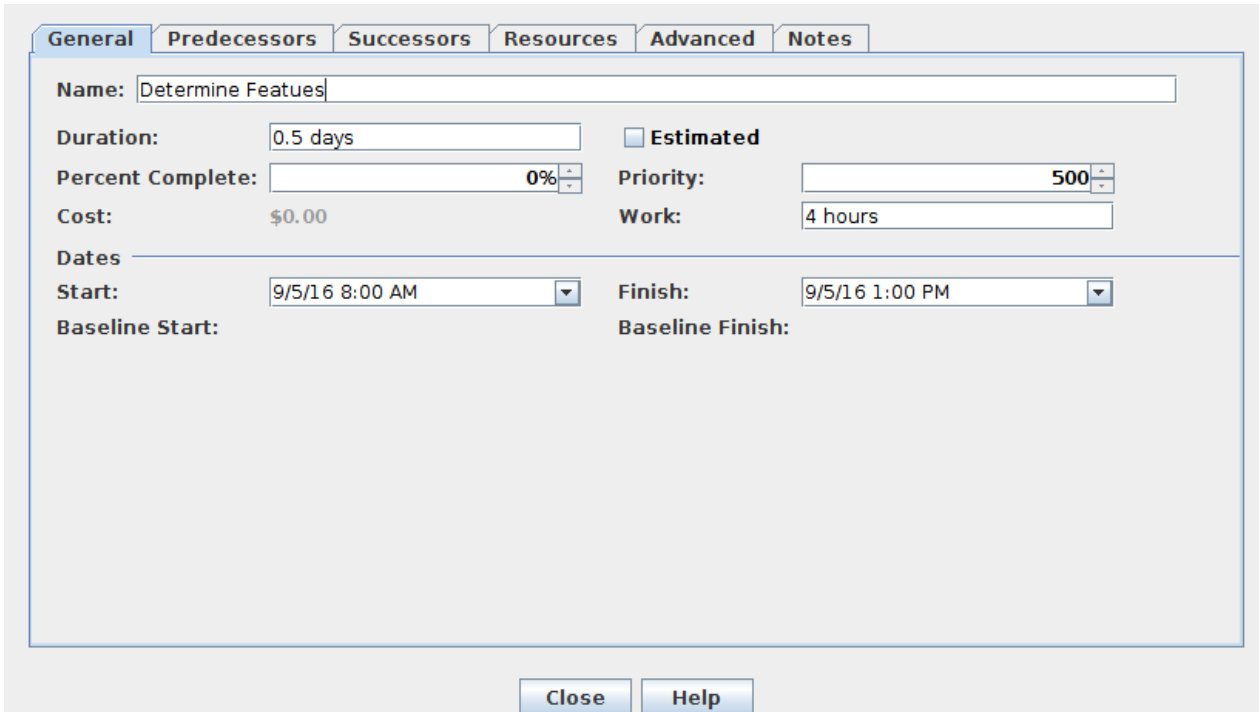 General Predecessors Successors Resources Advanced Notes
Name: Determine Featues
Duration: 0.5 days Estimated
Percent Complete: 0% Priority: 500
Cost: $0.00 Work: 4 hours
Dates
Start: 9/5/16 8:00 AM Finish: 9/5/16 1:00 PM
Baseline Start: Baseline Finish:
Close Help